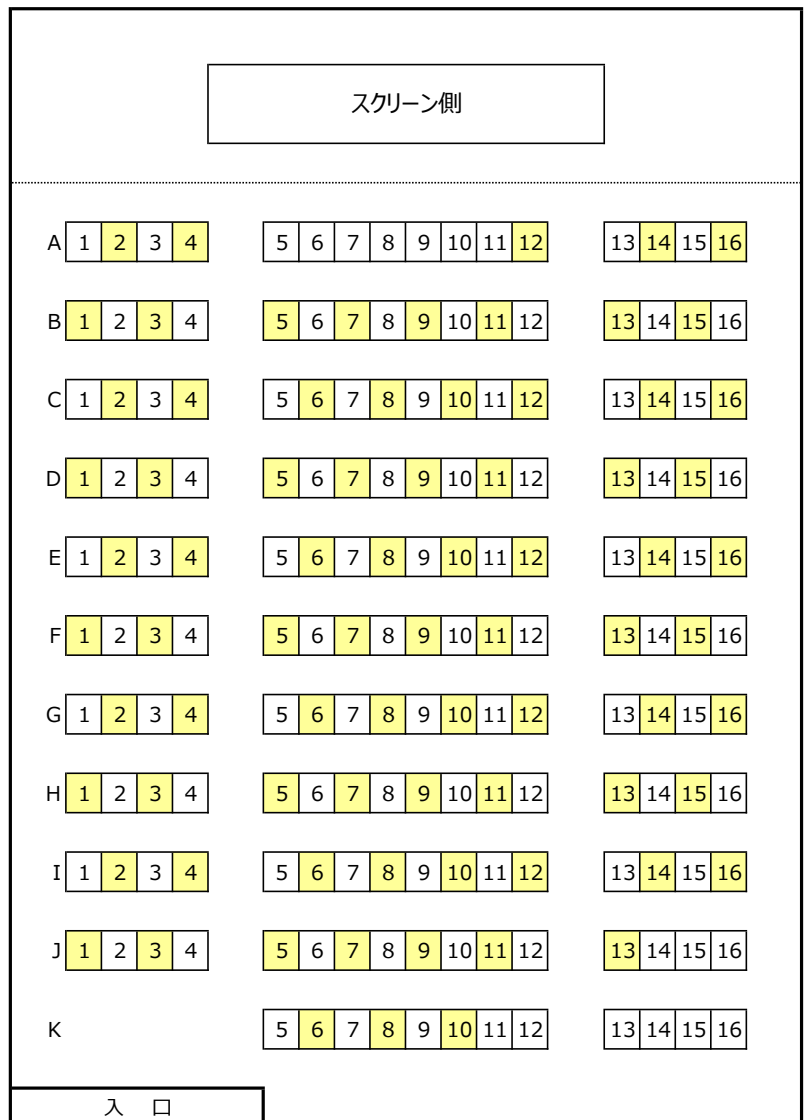 スクリーン側
A 1 2 3 4 5 6 7 8 9 10 11 12 13 14 15 16
B 1 2 3 4 5 6 7 8 9 10 11 12 13 14 15 16
C 1 2 3 4 5 6 7 8 9 10 11 12 13 14 15 16
D 1 2 3 4 5 6 7 8 9 10 11 12 13 14 15 16
E 1 2 3 4 5 6 7 8 9 10 11 12 13 14 15 16
F 1 2 3 4 5 6 7 8 9 10 11 12 13 14 15 16
G 1 2 3 4 5 6 7 8 9 10 11 12 13 14 15 16
H 1 2 3 4 5 6 7 8 9 10 11 12 13 14 15 16
I 1 2 3 4 5 6 7 8 9 10 11 12 13 14 15 16
J 1 2 3 4 5 6 7 8 9 10 11 12 13 14 15 16
K 5 6 7 8 9 10 11 12 13 14 15 16
入 口